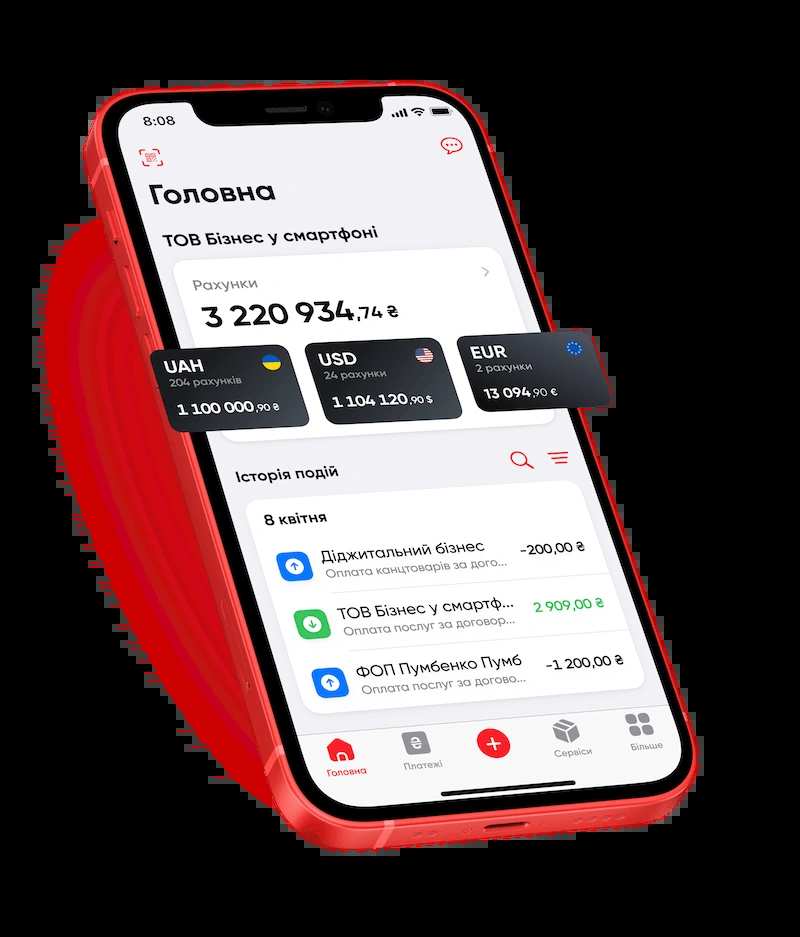 8:08
Головна
ТОВ Бізнес у смартфоні
Рахунки
3 220 934,74 ₴
UAH
204 рахунків
1 100 000,90 ₴
USD
24 рахунки
1 104 120,90 $
EUR
2 рахунки
13 094,90 €
Історія подій
8 квітня
Діджитальний бізнес -200,00 ₴
Оплата канцтоварів за дого...
ТОВ Бізнес у смартф... 2 909,00 ₴
Оплата послуг за договор...
ФОП Пумбенко Пумб -1 200,00 ₴
Оплата послуг за догово...
Головна Платежі Сервіси Більше